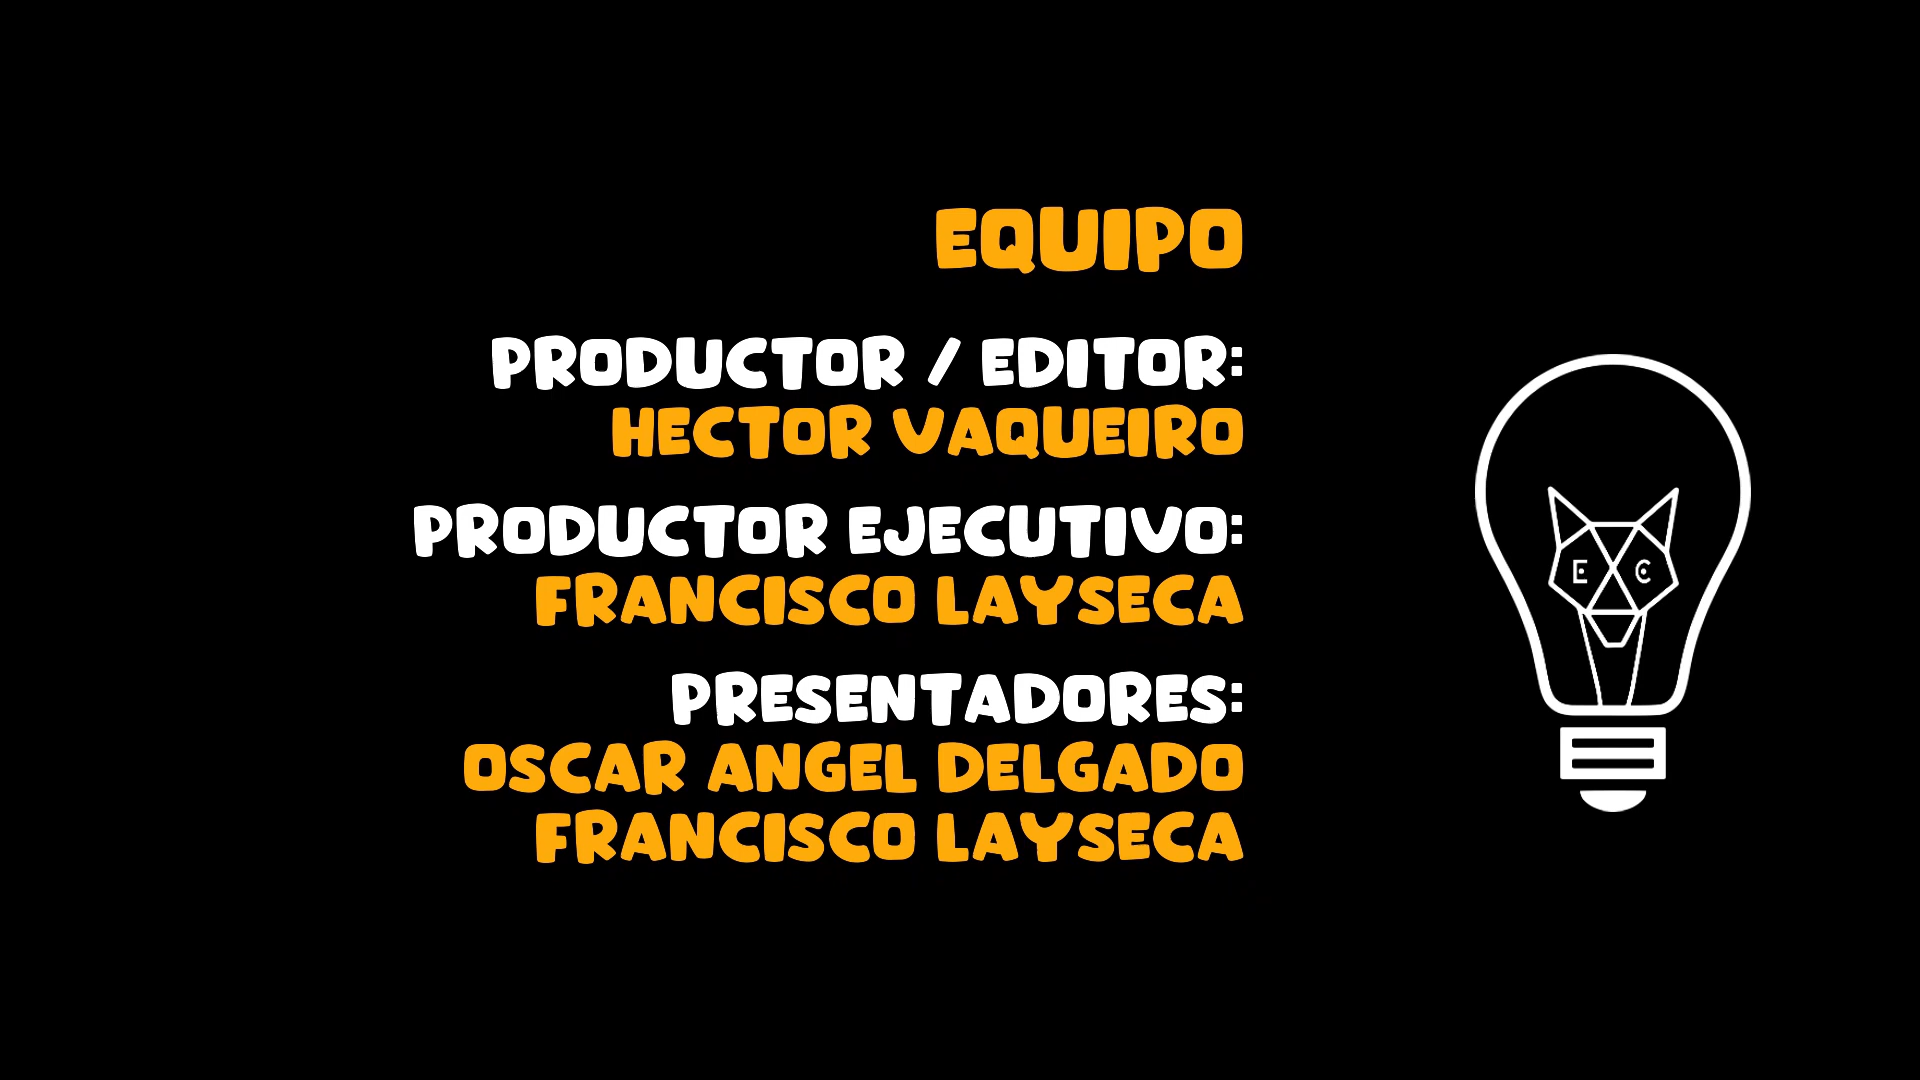 EQUIPO
PRODUCTOR / EDITOR:
HECTOR VAQUEIRO
PRODUCTOR EJECUTIVO:
FRANCISCO LAYSECA
PRESENTADORES:
OSCAR ANGEL DELGADO
FRANCISCO LAYSECA
E C